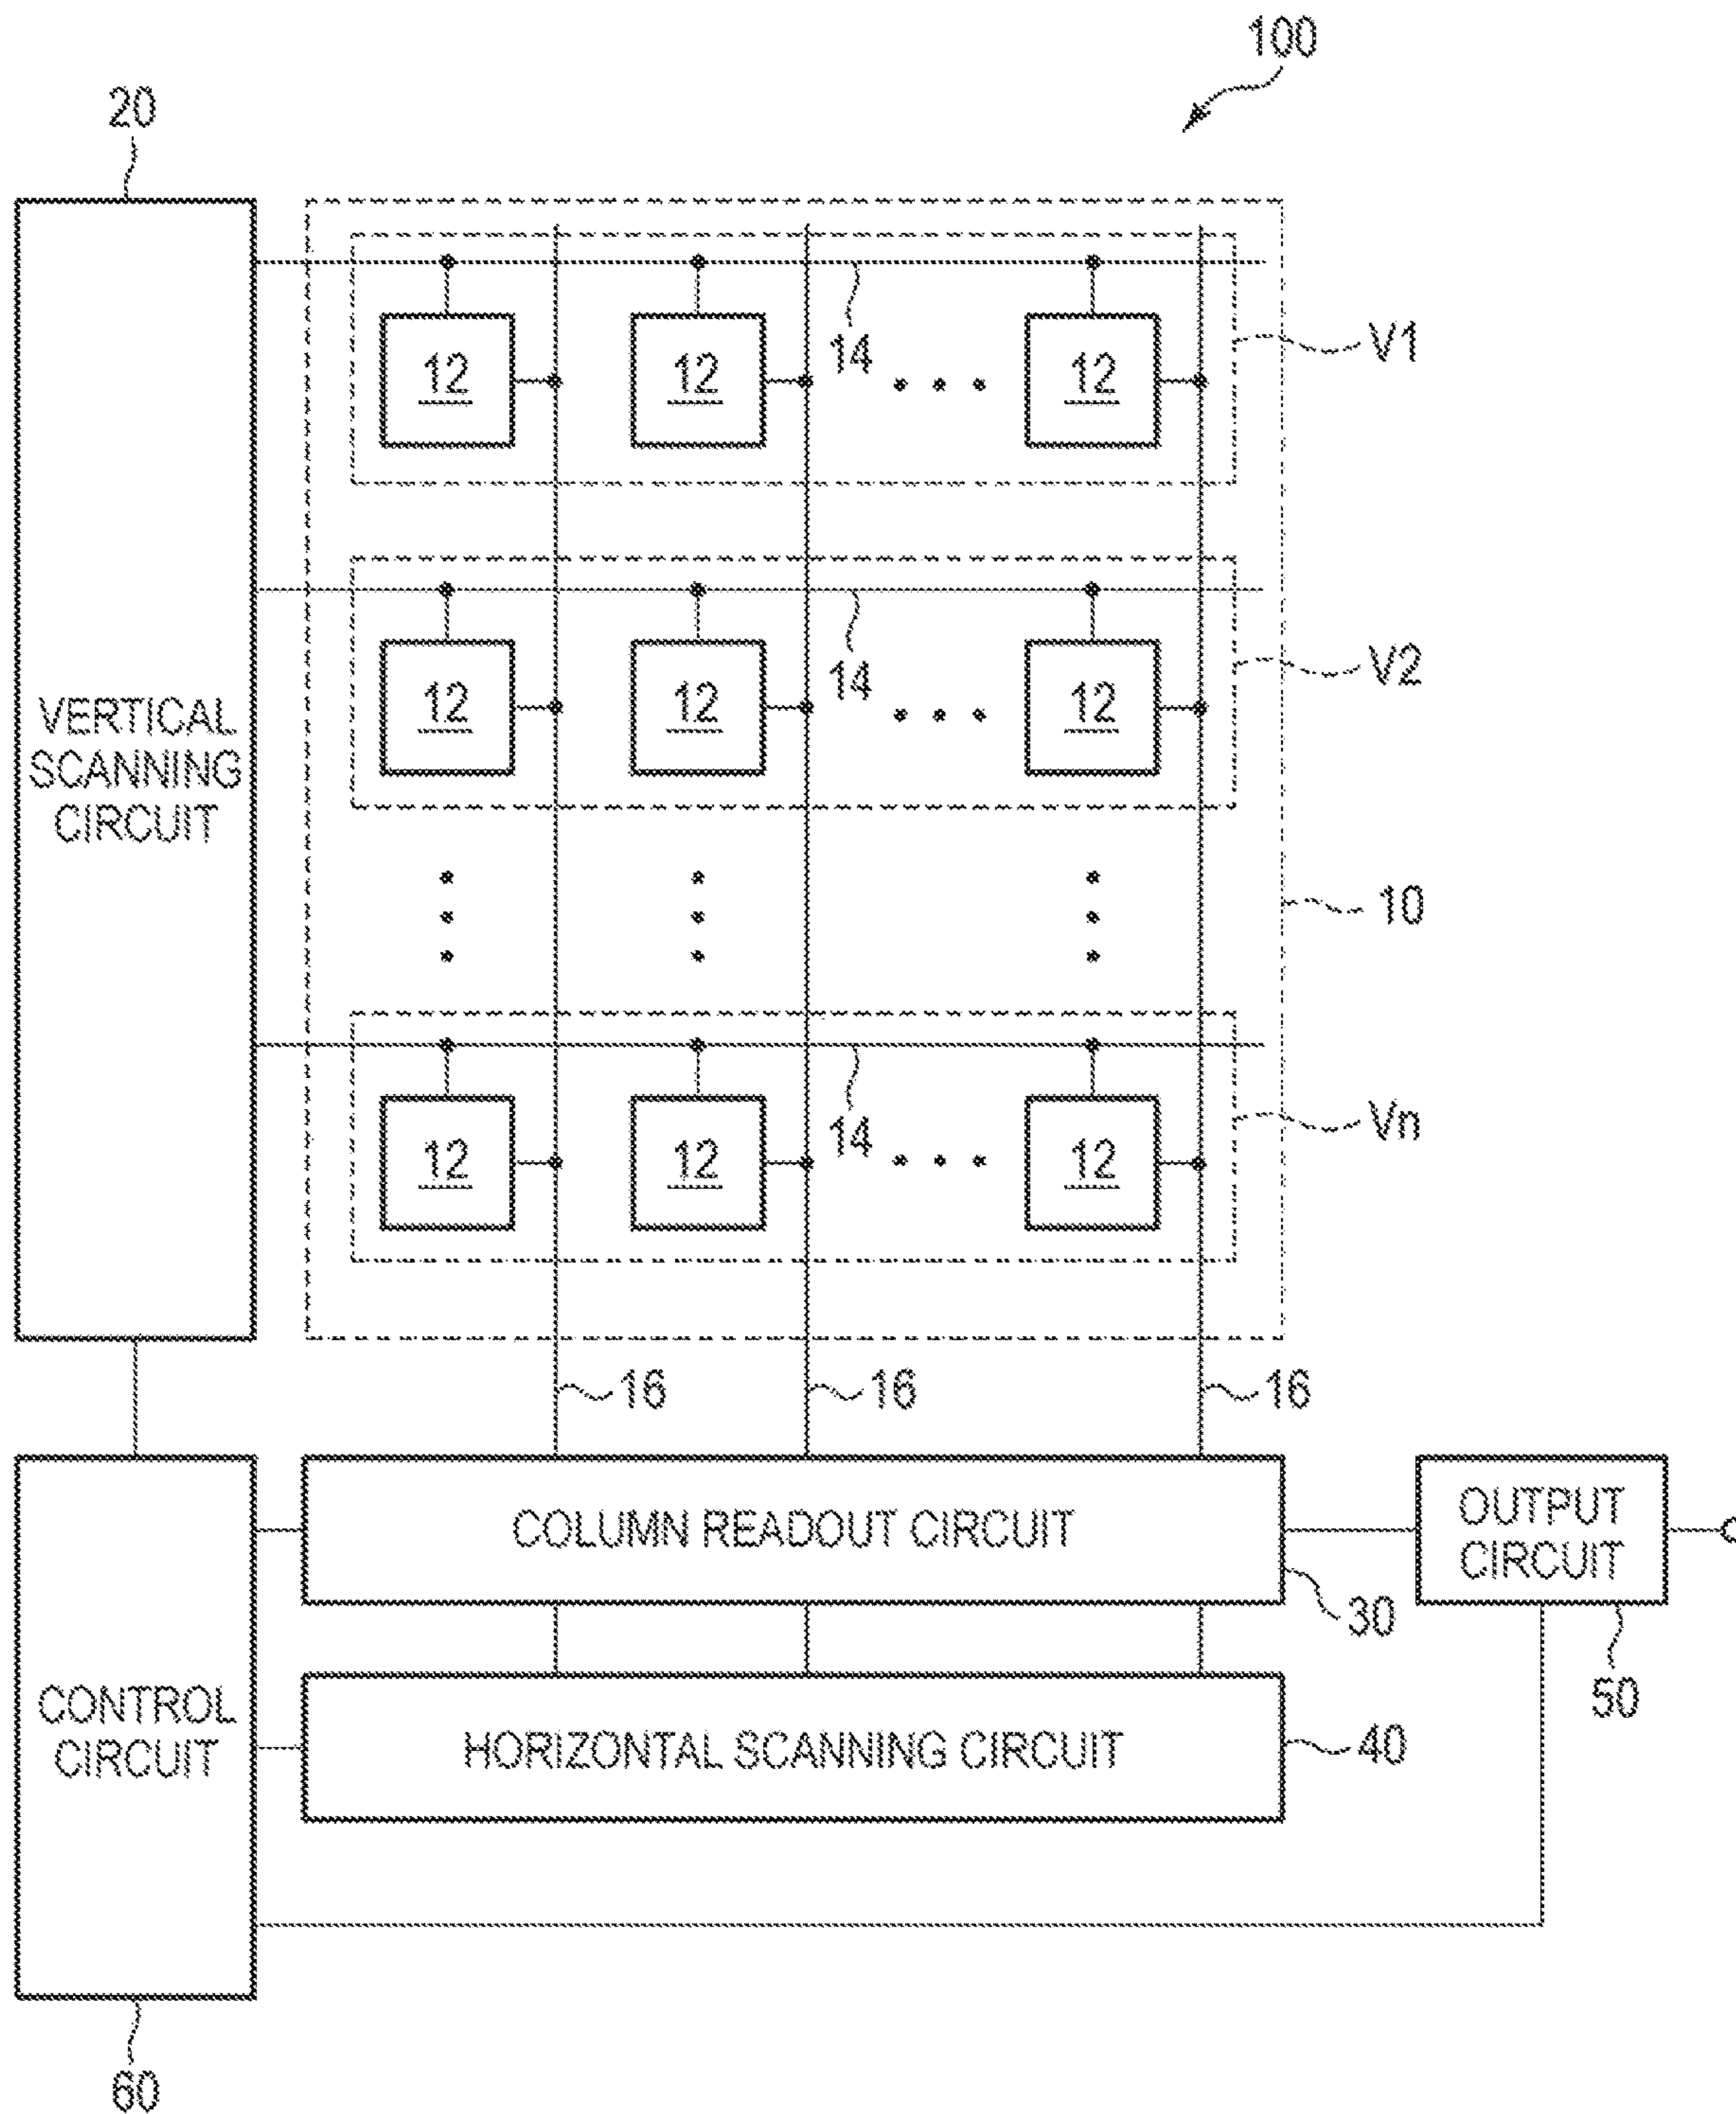 100
20
14
V1
12 12 12
14
V2
12 12 12
VERTICAL
SCANNING
CIRCUIT
10
14
Vn
12 12 12
16 16 16
COLUMN READOUT CIRCUIT
OUTPUT
CIRCUIT
30
50
CONTROL
CIRCUIT
HORIZONTAL SCANNING CIRCUIT
40
60